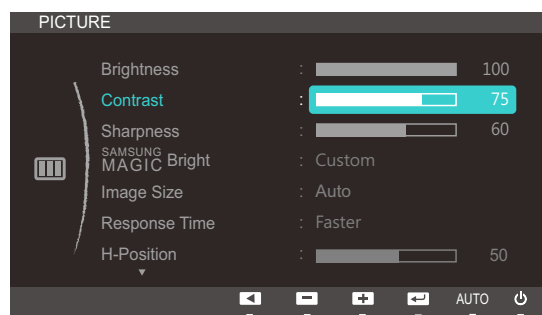 PICTURE
Brightness : 100
Contrast : 75
Sharpness : 60
SAMSUNG
MAGIC Bright : Custom
Image Size : Auto
Response Time : Faster
H-Position : 50
AUTO